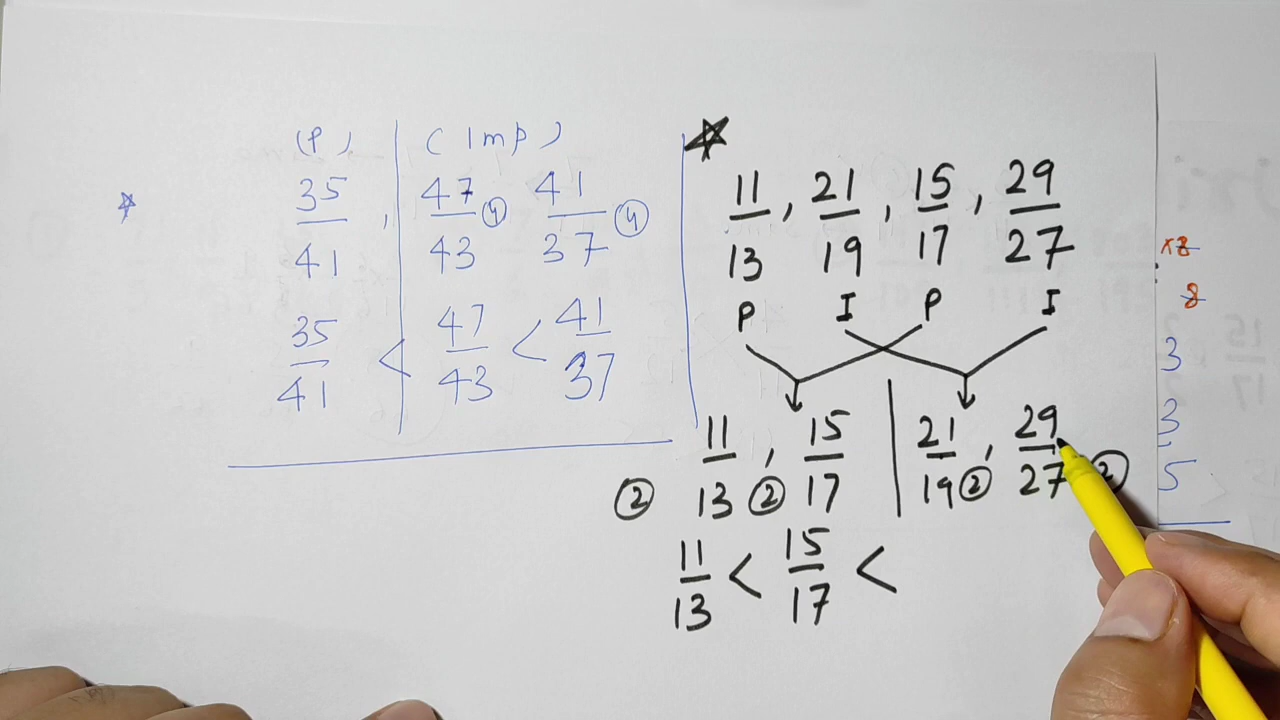 (P), | (Imp)
35/41 , 47/43 ④ 41/37 ④
35/41 < 47/43 < 41/37
11/13 , 21/19 , 15/17 , 29/27
P I P I
② 11/13 , ② 15/17 | 21/19 ② , 29/27 ②
11/13 < 15/17 <
×8
8
3
3
5